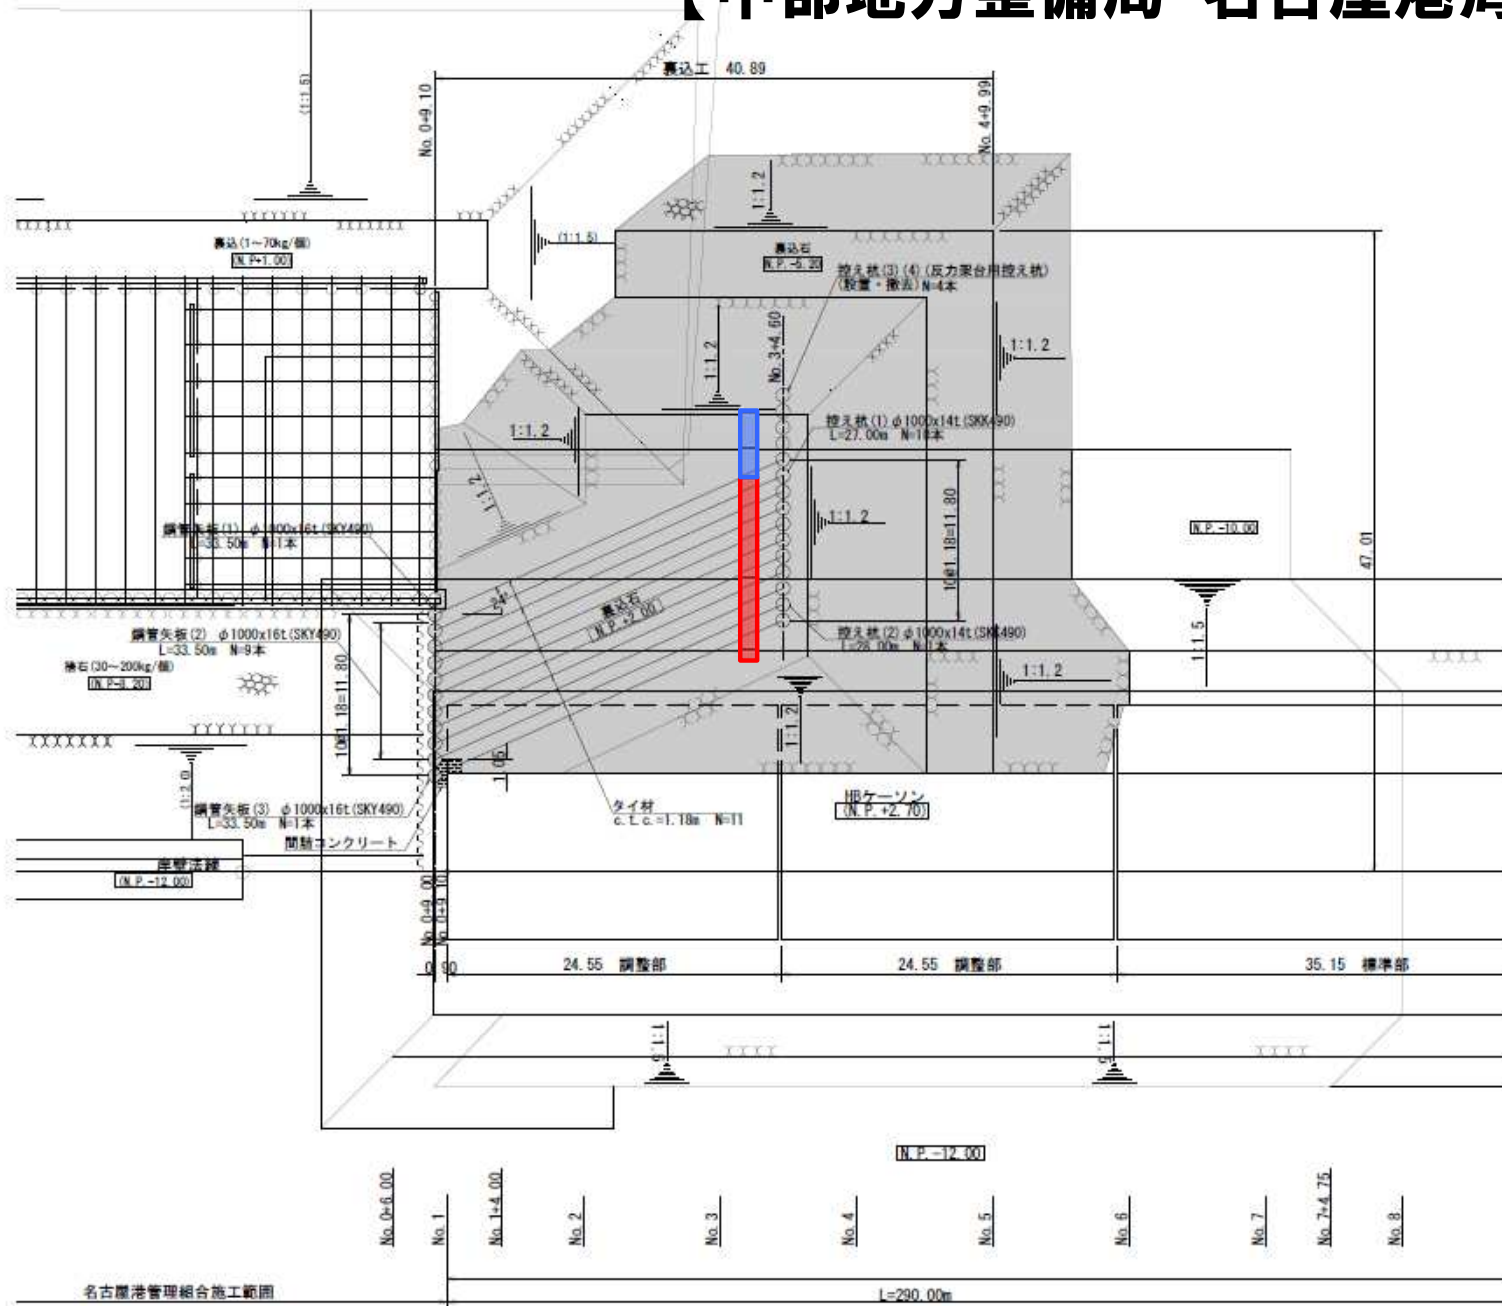 【中部地方整備局 名古屋港湾
裏込工 40.89
No.0+9.10
No.4+9.99
(1:1.5)
1:1.2
裏込(1~70kg/個)
(N.P+1.00)
(1:1.5)
裏込石
N.P.-5.20
控え杭(3)(4)(反力架台用控え杭)
(設置・撤去)N=4本
No.3+4.60
1:1.2
1:1.2
1:1.2
控え杭(1) φ1000x14t(SKK490)
1:1.2
1:1.2
1:1.2
10@1.18=11.80
N.P.-10.00
47.01
鋼管矢板(1) φ1000x16t(SKY490)
L=33.50m N=1本
裏込石
(N.P.+2.00)
鋼管矢板(2) φ1000x16t(SKY490)
L=33.50m N=9本
控え杭(2) φ1000x14t(SKK490)
L=28.00m N=1本
1:1.5
捨石(30~200kg/個)
10@1.18=11.80
1:1.2
1:1.2
1.05
(1:2.0)
鋼管矢板(3) φ1000x16t(SKY490)
L=33.50m N=1本
間詰コンクリート
タイ材
c.t.c.=1.18m N=11
HBケーソン
(N.P.+2.70)
岸壁法線
(N.P.-12.00)
No.0+9.00
No.0+9.10
0.90
24.55 調整部
24.55 調整部
35.15 標準部
1:1.5
1:1.5
N.P.-12.00
No.0+6.00
No.1
No.1+4.00
No.2
No.3
No.4
No.5
No.6
No.7
No.7+4.75
No.8
名古屋港管理組合施工範囲
L=290.00m